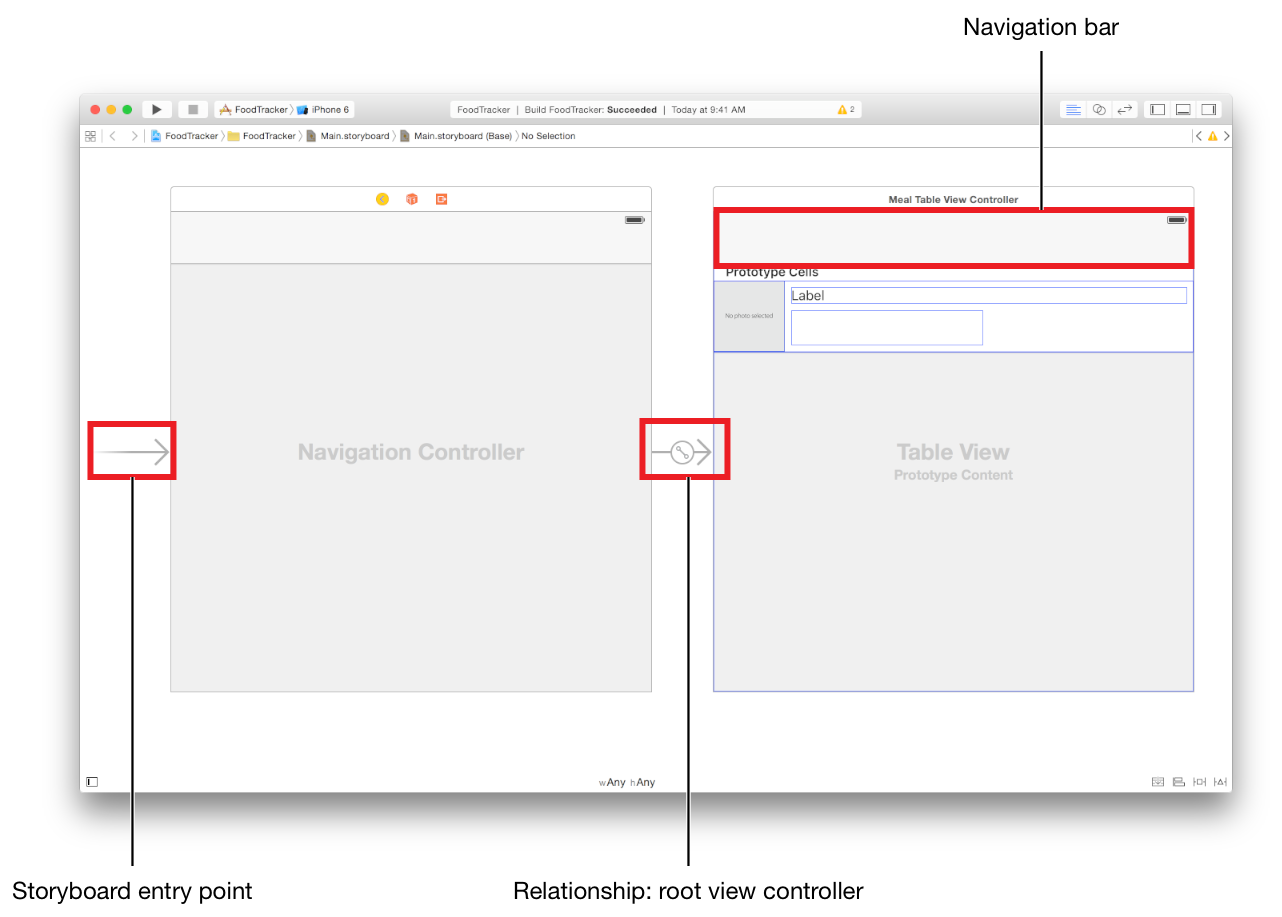 Navigation bar
FoodTracker iPhone 6
FoodTracker | Build FoodTracker: Succeeded | Today at 9:41 AM
2
FoodTracker FoodTracker Main.storyboard Main.storyboard (Base) No Selection
Meal Table View Controller
Prototype Cells
Label
No photo selected
Navigation Controller
Table View
Prototype Content
wAny hAny
Storyboard entry point
Relationship: root view controller